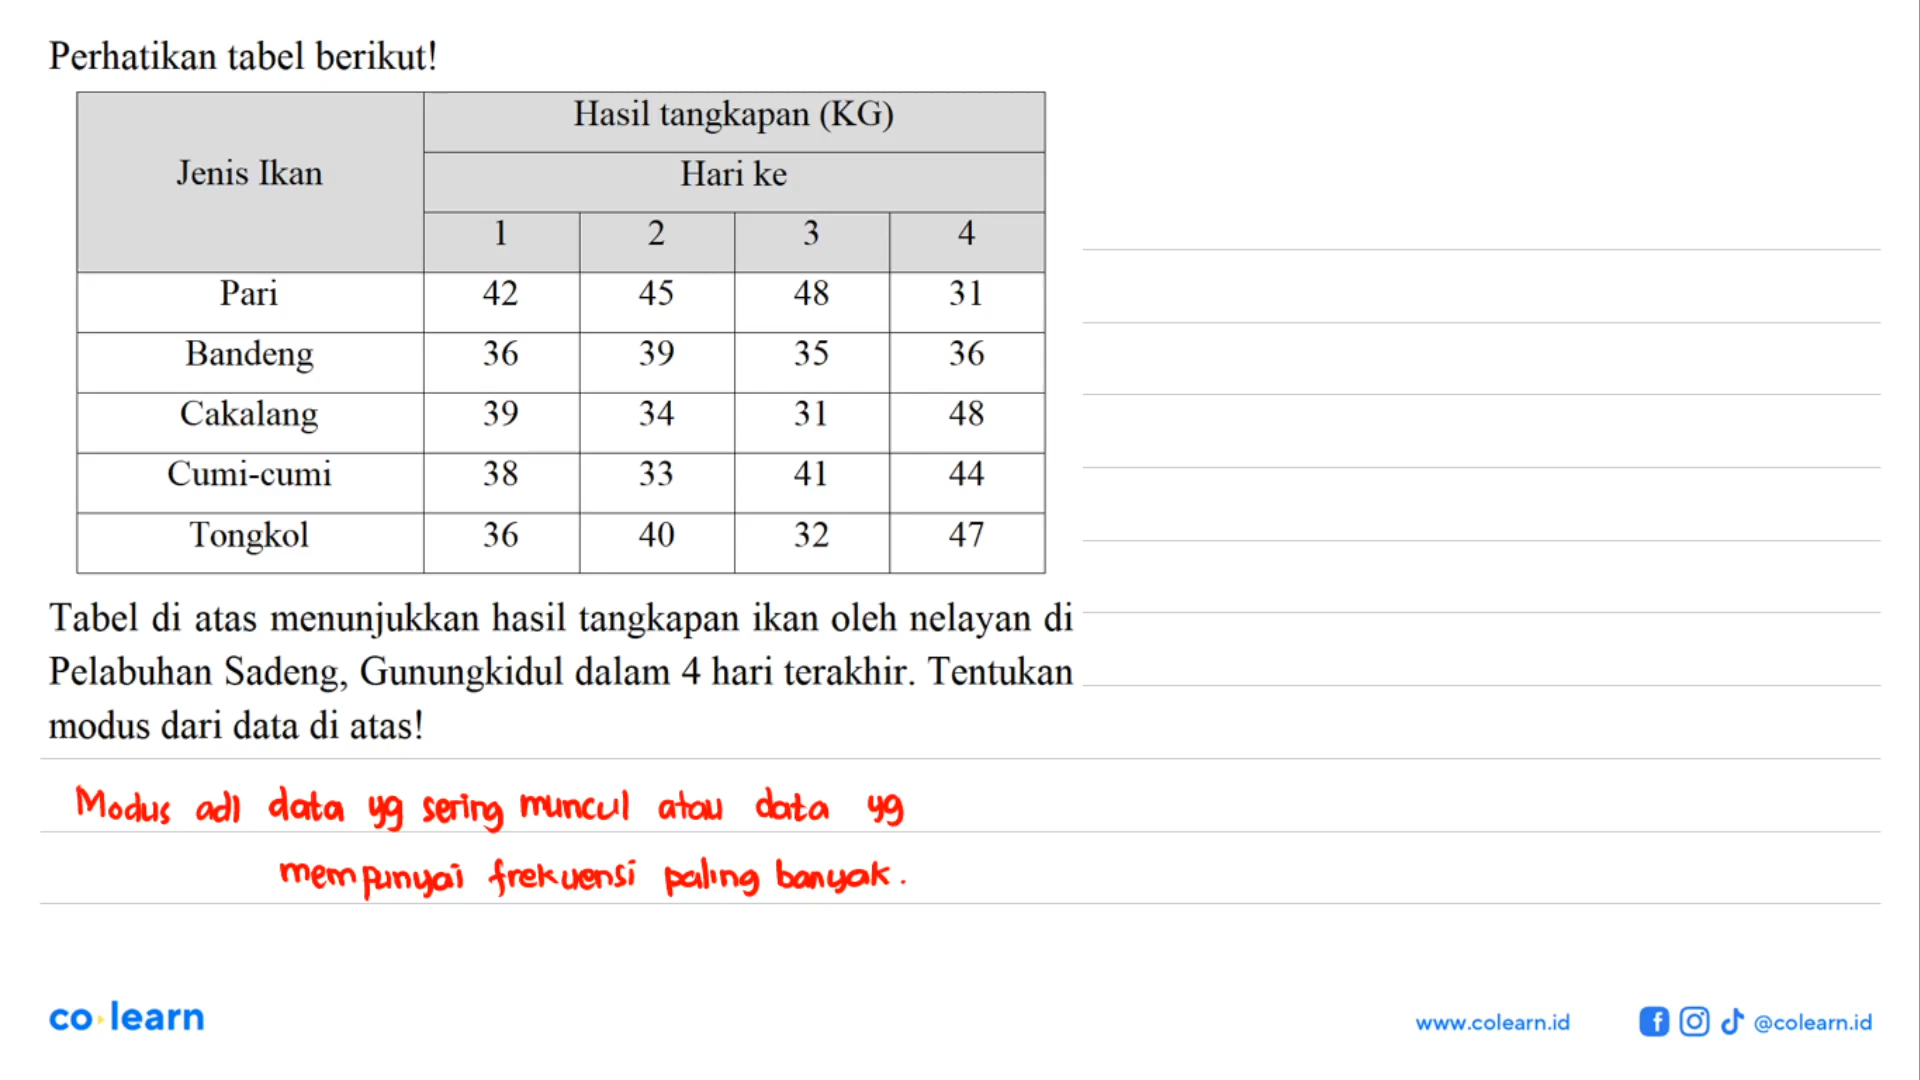 Perhatikan tabel berikut!
Jenis Ikan
Hasil tangkapan (KG)
Hari ke
1 2 3 4
Pari 42 45 48 31
Bandeng 36 39 35 36
Cakalang 39 34 31 48
Cumi-cumi 38 33 41 44
Tongkol 36 40 32 47
Tabel di atas menunjukkan hasil tangkapan ikan oleh nelayan di
Pelabuhan Sadeng, Gunungkidul dalam 4 hari terakhir. Tentukan
modus dari data di atas!
Modus adl data yg sering muncul atau data yg
mempunyai frekuensi paling banyak.
co learn
www.colearn.id @colearn.id